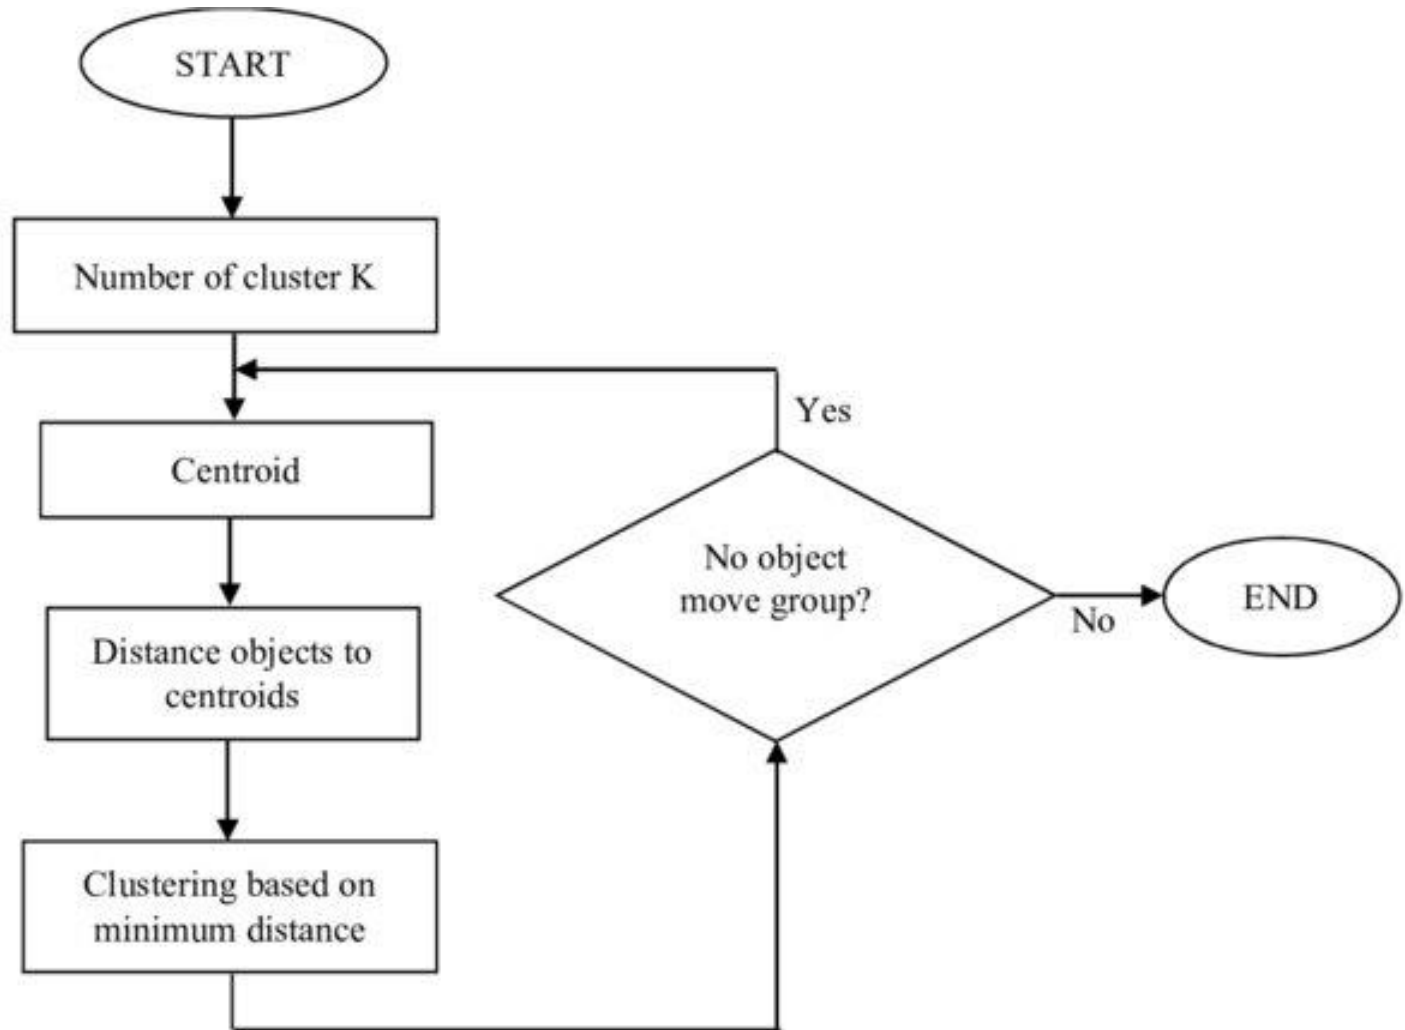 START
Number of cluster K
Centroid
Distance objects to
centroids
Clustering based on
minimum distance
Yes
No object
move group?
No
END